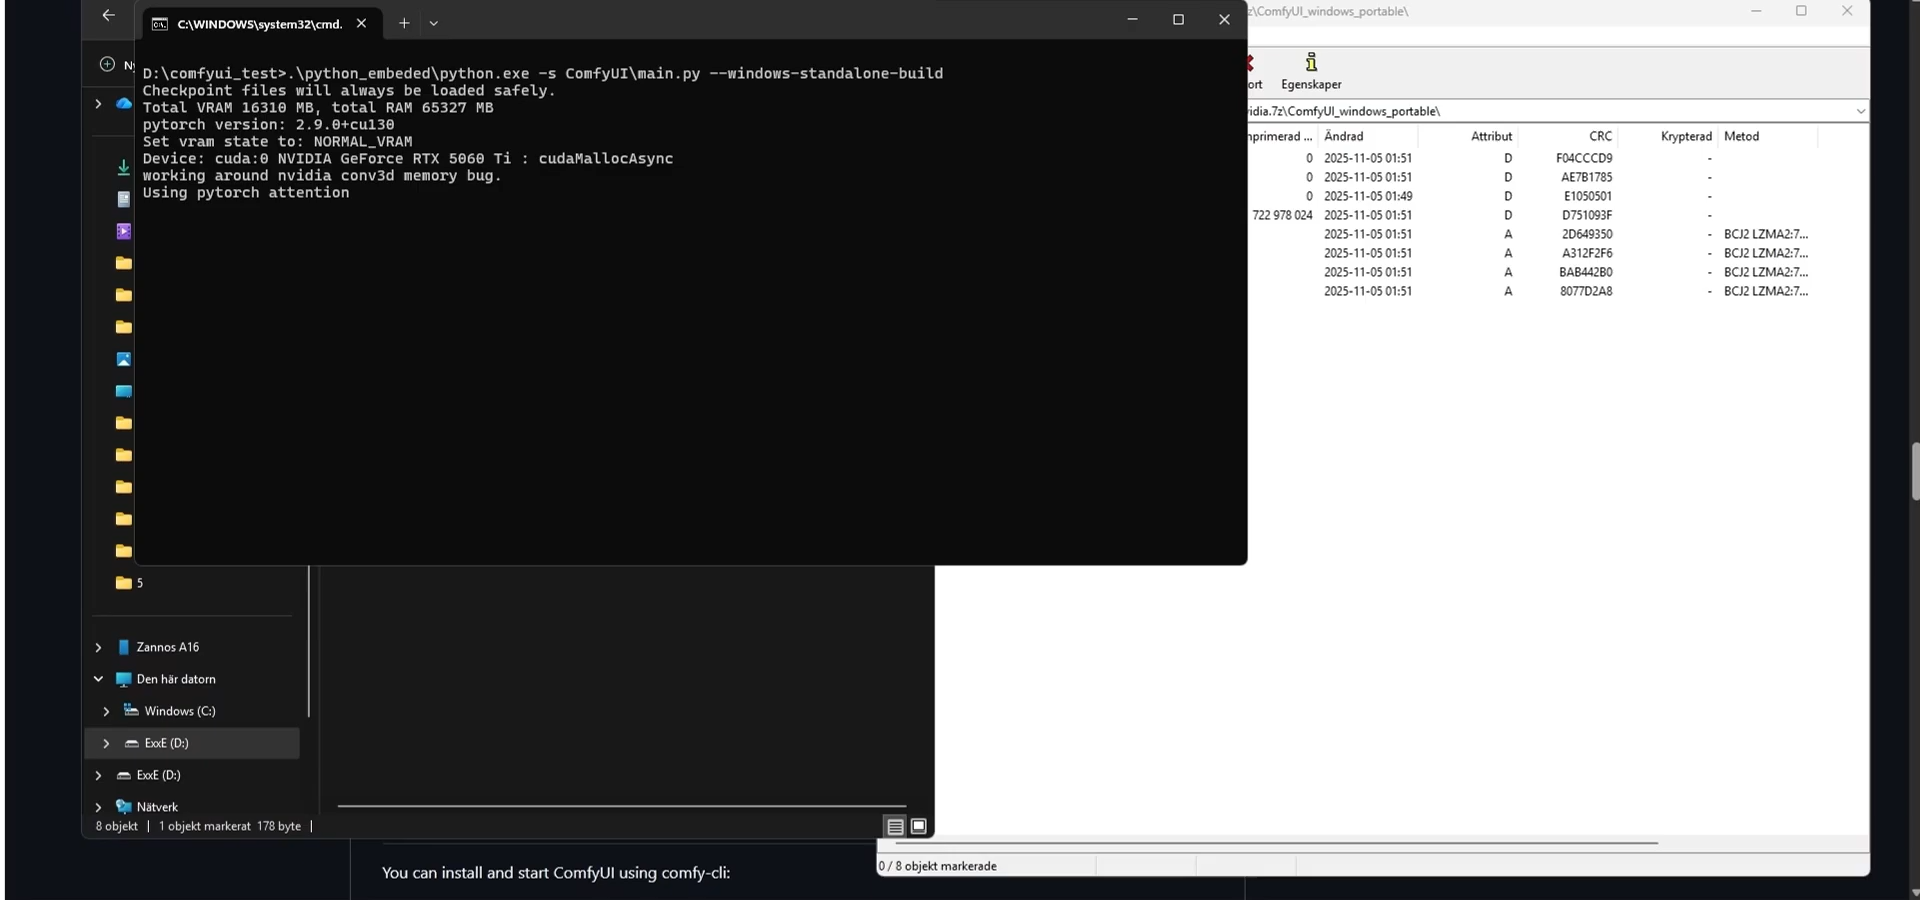 C:\WINDOWS\system32\cmd.
z\ComfyUI_windows_portable\
Ny
D:\comfyui_test>.\python_embeded\python.exe -s ComfyUI\main.py --windows-standalone-build
Checkpoint files will always be loaded safely.
Total VRAM 16310 MB, total RAM 65327 MB
pytorch version: 2.9.0+cu130
Set vram state to: NORMAL_VRAM
Device: cuda:0 NVIDIA GeForce RTX 5060 Ti : cudaMallocAsync
working around nvidia conv3d memory bug.
Using pytorch attention
ort Egenskaper
vidia.7z\ComfyUI_windows_portable\
nprimerad ... Ändrad Attribut CRC Krypterad Metod
0 2025-11-05 01:51 D F04CCCD9 -
0 2025-11-05 01:51 D AE7B1785 -
0 2025-11-05 01:49 D E1050501 -
722 978 024 2025-11-05 01:51 D D751093F -
2025-11-05 01:51 A 2D649350 - BCJ2 LZMA2:7...
2025-11-05 01:51 A A312F2F6 - BCJ2 LZMA2:7...
2025-11-05 01:51 A BAB442B0 - BCJ2 LZMA2:7...
2025-11-05 01:51 A 8077D2A8 - BCJ2 LZMA2:7...
5
Zannos A16
Den här datorn
Windows (C:)
ExxE (D:)
ExxE (D:)
Nätverk
8 objekt | 1 objekt markerat 178 byte |
0 / 8 objekt markerade
You can install and start ComfyUI using comfy-cli: